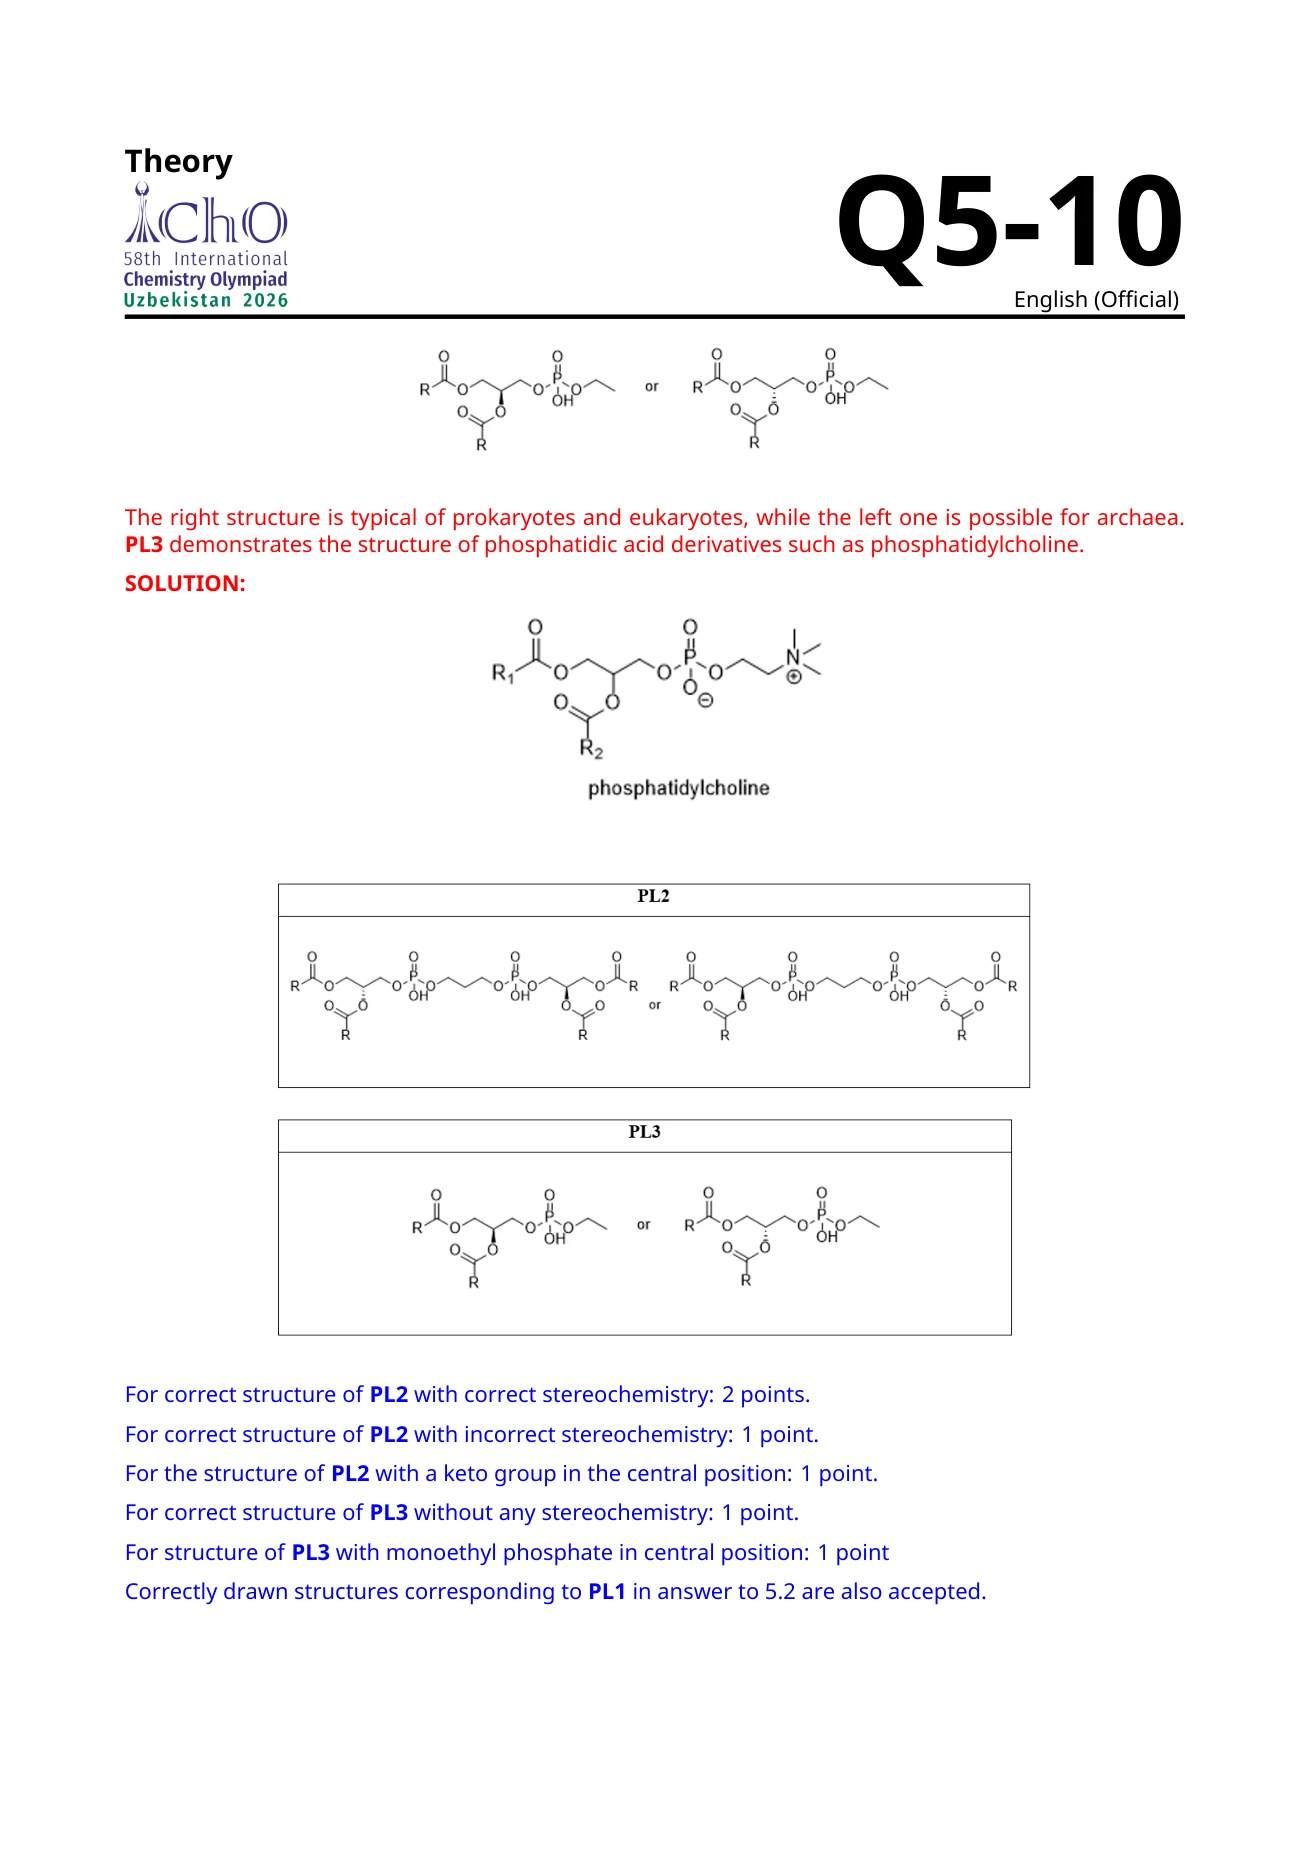 Theory
IChO
58th International
Chemistry Olympiad
Uzbekistan 2026
Q5-10
English (Official)
O O O O
R O O P O or R O O P O
O O OH O O OH
R R
The right structure is typical of prokaryotes and eukaryotes, while the left one is possible for archaea.
PL3 demonstrates the structure of phosphatidic acid derivatives such as phosphatidylcholine.
SOLUTION:
O O
R1 O O P O N ⊕
O O O ⊖
R2
phosphatidylcholine
PL2
O O O O O O O O
R O O P O O P O O R or R O O P O O P O O R
O O OH OH O O O O OH OH O O
R R R R
PL3
O O O O
R O O P O or R O O P O
O O OH O O OH
R R
For correct structure of PL2 with correct stereochemistry: 2 points.
For correct structure of PL2 with incorrect stereochemistry: 1 point.
For the structure of PL2 with a keto group in the central position: 1 point.
For correct structure of PL3 without any stereochemistry: 1 point.
For structure of PL3 with monoethyl phosphate in central position: 1 point
Correctly drawn structures corresponding to PL1 in answer to 5.2 are also accepted.